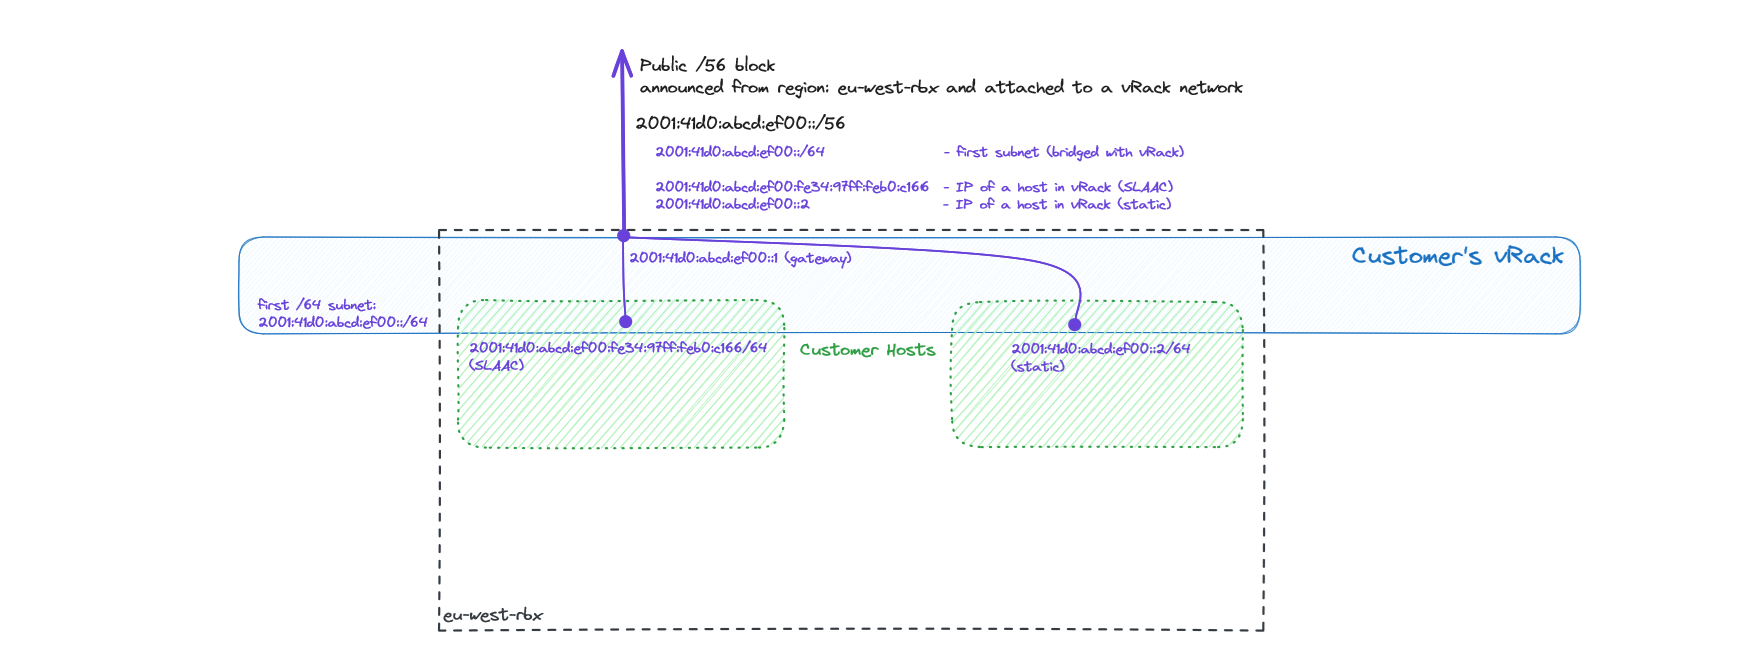 Public /56 block
announced from region: eu-west-rbx and attached to a vRack network
2001:41d0:abcd:ef00::/56
2001:41d0:abcd:ef00::/64 - first subnet (bridged with vRack)
2001:41d0:abcd:ef00:fe34:97ff:feb0:c166 - IP of a host in vRack (SLAAC)
2001:41d0:abcd:ef00::2 - IP of a host in vRack (static)
Customer's vRack
2001:41d0:abcd:ef00::1 (gateway)
first /64 subnet:
2001:41d0:abcd:ef00::/64
2001:41d0:abcd:ef00:fe34:97ff:feb0:c166/64
(SLAAC)
Customer Hosts
2001:41d0:abcd:ef00::2/64
(static)
eu-west-rbx